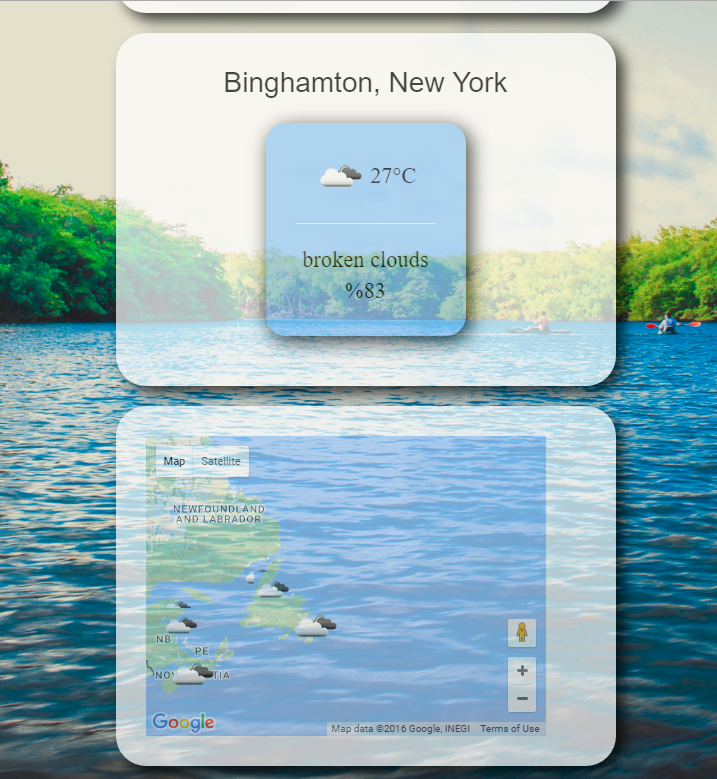 Binghamton, New York
27°C
broken clouds
%83
Map Satellite
NEWFOUNDLAND
AND LABRADOR
NB
PE
Google
Map data ©2016 Google, INEGI Terms of Use